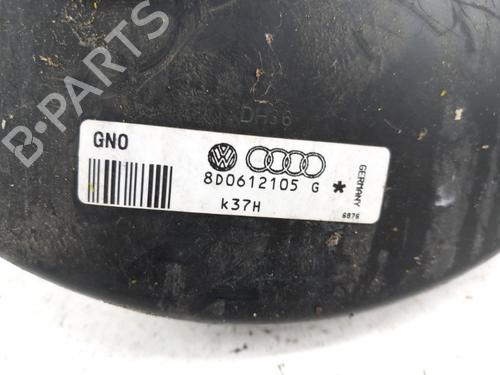 B-Parts
DH36
GNO
8D0612105 G *
k37H
GERMANY
6876